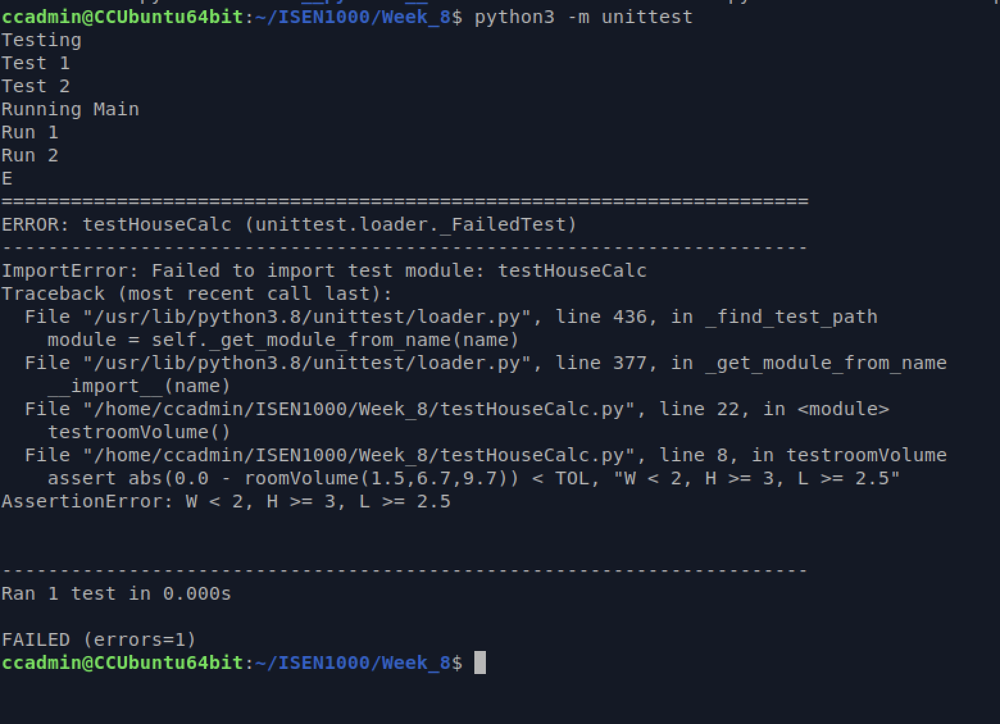 ccadmin@CCUbuntu64bit:~/ISEN1000/Week_8$ python3 -m unittest
Testing
Test 1
Test 2
Running Main
Run 1
Run 2
E
======================================================================
ERROR: testHouseCalc (unittest.loader._FailedTest)
----------------------------------------------------------------------
ImportError: Failed to import test module: testHouseCalc
Traceback (most recent call last):
  File "/usr/lib/python3.8/unittest/loader.py", line 436, in _find_test_path
    module = self._get_module_from_name(name)
  File "/usr/lib/python3.8/unittest/loader.py", line 377, in _get_module_from_name
    __import__(name)
  File "/home/ccadmin/ISEN1000/Week_8/testHouseCalc.py", line 22, in <module>
    testroomVolume()
  File "/home/ccadmin/ISEN1000/Week_8/testHouseCalc.py", line 8, in testroomVolume
    assert abs(0.0 - roomVolume(1.5,6.7,9.7)) < TOL, "W < 2, H >= 3, L >= 2.5"
AssertionError: W < 2, H >= 3, L >= 2.5
----------------------------------------------------------------------
Ran 1 test in 0.000s
FAILED (errors=1)
ccadmin@CCUbuntu64bit:~/ISEN1000/Week_8$